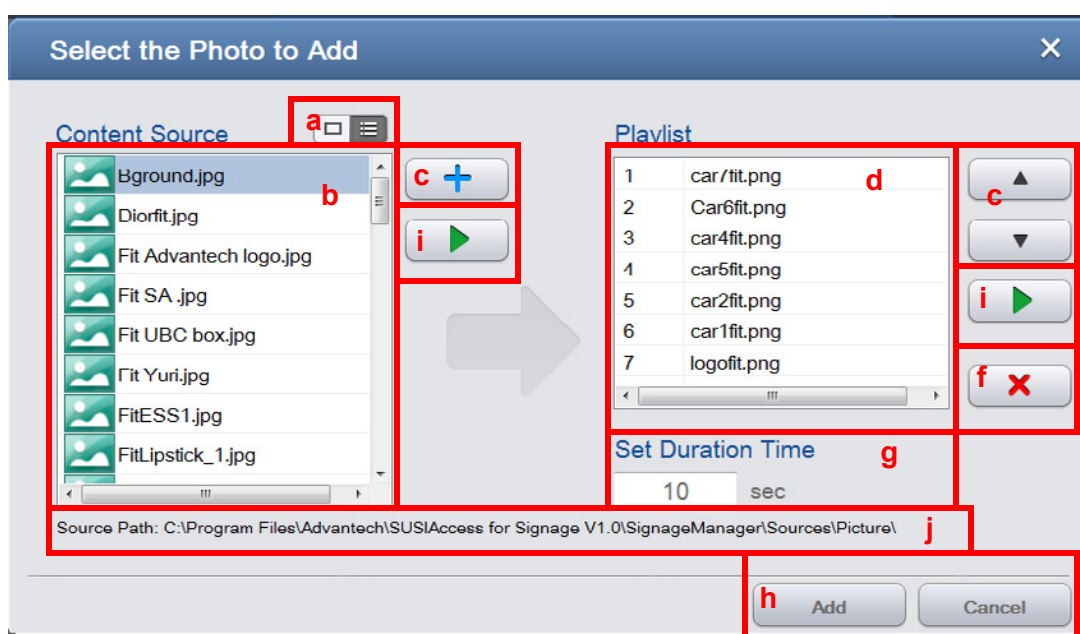 Select the Photo to Add
a
Content Source
Playlist
Bground.jpg
b
c
1 car7fit.png
d
c
Diorfit.jpg
2 Car6fit.png
i
Fit Advantech logo.jpg
3 car4fit.png
Fit SA .jpg
4 car5fit.png
i
5 car2fit.png
Fit UBC box.jpg
6 car1fit.png
Fit Yuri.jpg
7 logofit.png
f
FitESS1.jpg
FitLipstick_1.jpg
Set Duration Time
g
10 sec
Source Path: C:\Program Files\Advantech\SUSIAccess for Signage V1.0\SignageManager\Sources\Picture\
j
h
Add
Cancel